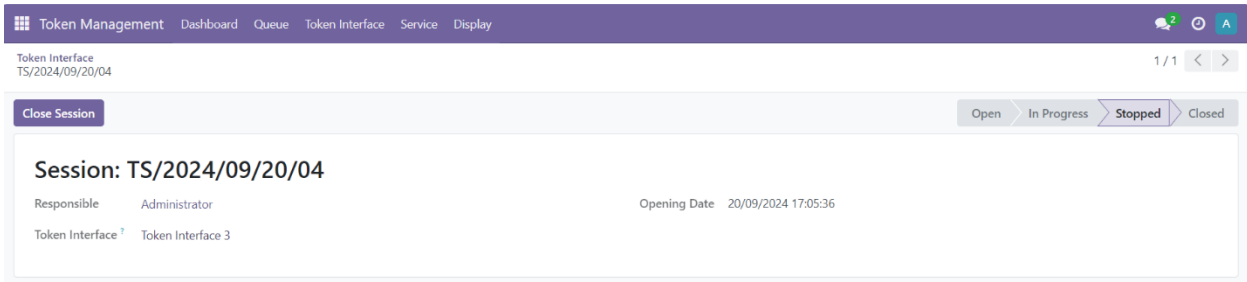 Token Management Dashboard Queue Token Interface Service Display 2 A
Token Interface
TS/2024/09/20/04
1 / 1
Close Session
Open In Progress Stopped Closed
Session: TS/2024/09/20/04
Responsible Administrator Opening Date 20/09/2024 17:05:36
Token Interface ? Token Interface 3